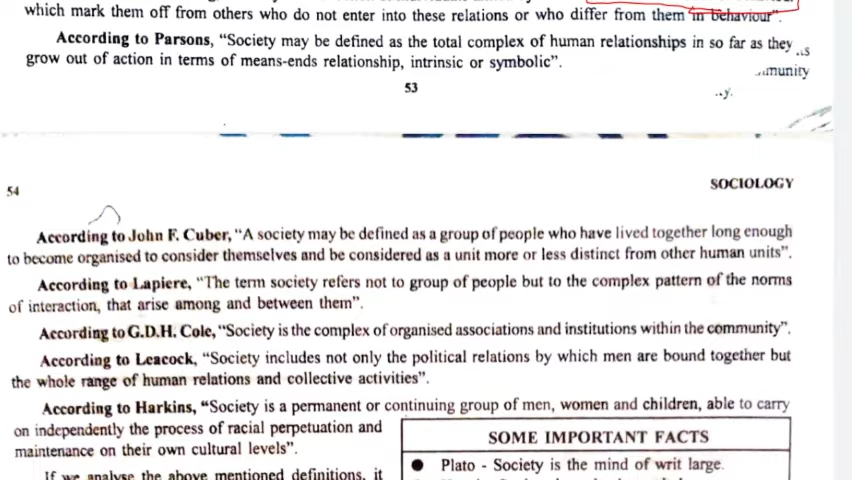 which mark them off from others who do not enter into these relations or who differ from them in behaviour".
According to Parsons, "Society may be defined as the total complex of human relationships in so far as they
grow out of action in terms of means-ends relationship, intrinsic or symbolic".
munity
53
y.
54
SOCIOLOGY
According to John F. Cuber, "A society may be defined as a group of people who have lived together long enough
to become organised to consider themselves and be considered as a unit more or less distinct from other human units".
According to Lapiere, "The term society refers not to group of people but to the complex pattern of the norms
of interaction, that arise among and between them".
According to G.D.H. Cole, "Society is the complex of organised associations and institutions within the community".
According to Leacock, "Society includes not only the political relations by which men are bound together but
the whole range of human relations and collective activities".
According to Harkins, "Society is a permanent or continuing group of men, women and children, able to carry
on independently the process of racial perpetuation and
maintenance on their own cultural levels".
If we analyse the above mentioned definitions, it
SOME IMPORTANT FACTS
● Plato - Society is the mind of writ large.